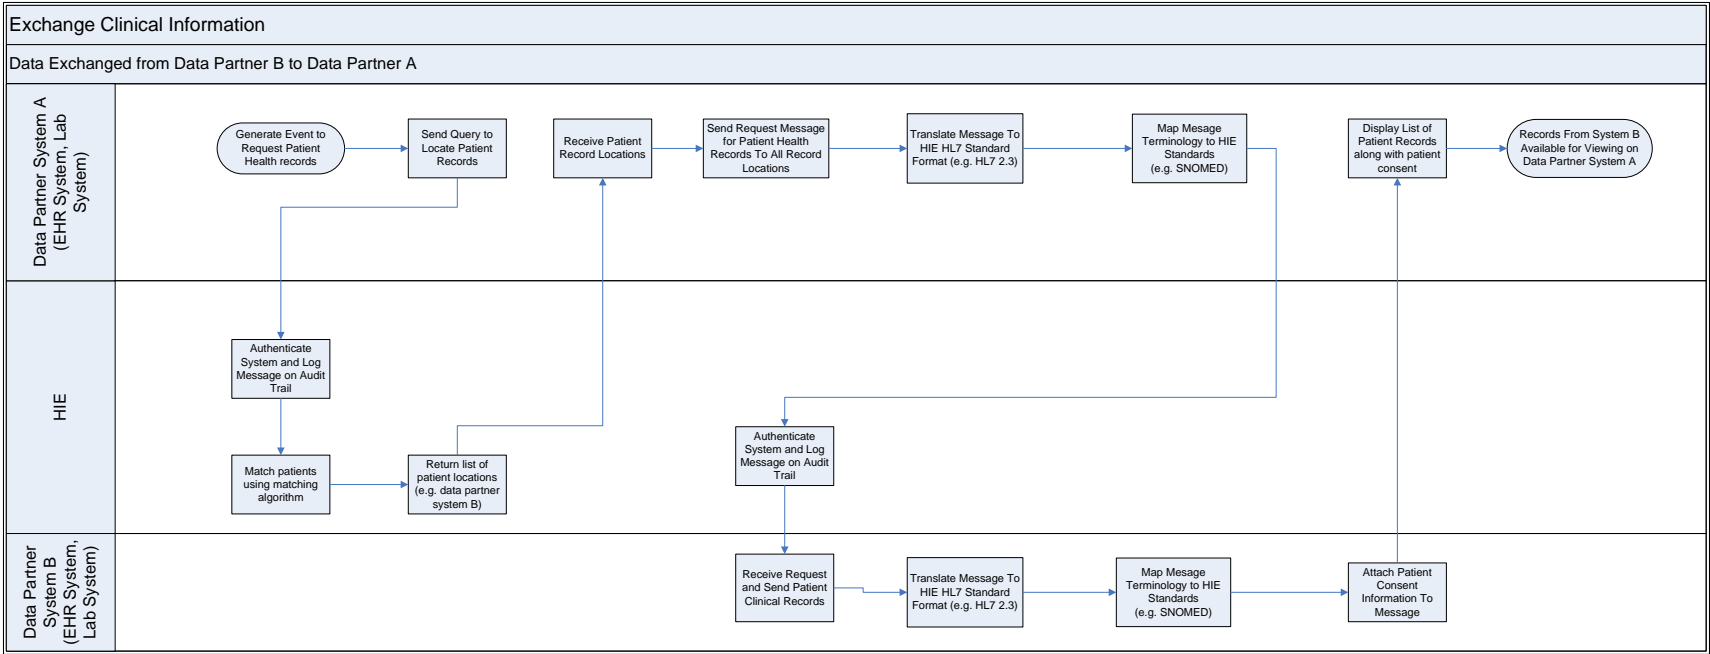 Exchange Clinical Information
Data Exchanged from Data Partner B to Data Partner A
Data Partner System A
(EHR System, Lab
System)
Generate Event to
Request Patient
Health records
Send Query to
Locate Patient
Records
Receive Patient
Record Locations
Send Request Message
for Patient Health
Records To All Record
Locations
Translate Message To
HIE HL7 Standard
Format (e.g. HL7 2.3)
Map Mesage
Terminology to HIE
Standards
(e.g. SNOMED)
Display List of
Patient Records
along with patient
consent
Records From System B
Available for Viewing on
Data Partner System A
HIE
Authenticate
System and Log
Message on Audit
Trail
Match patients
using matching
algorithm
Return list of
patient locations
(e.g. data partner
system B)
Authenticate
System and Log
Message on Audit
Trail
Data Partner
System B
(EHR System,
Lab System)
Receive Request
and Send Patient
Clinical Records
Translate Message To
HIE HL7 Standard
Format (e.g. HL7 2.3)
Map Mesage
Terminology to HIE
Standards
(e.g. SNOMED)
Attach Patient
Consent
Information To
Message